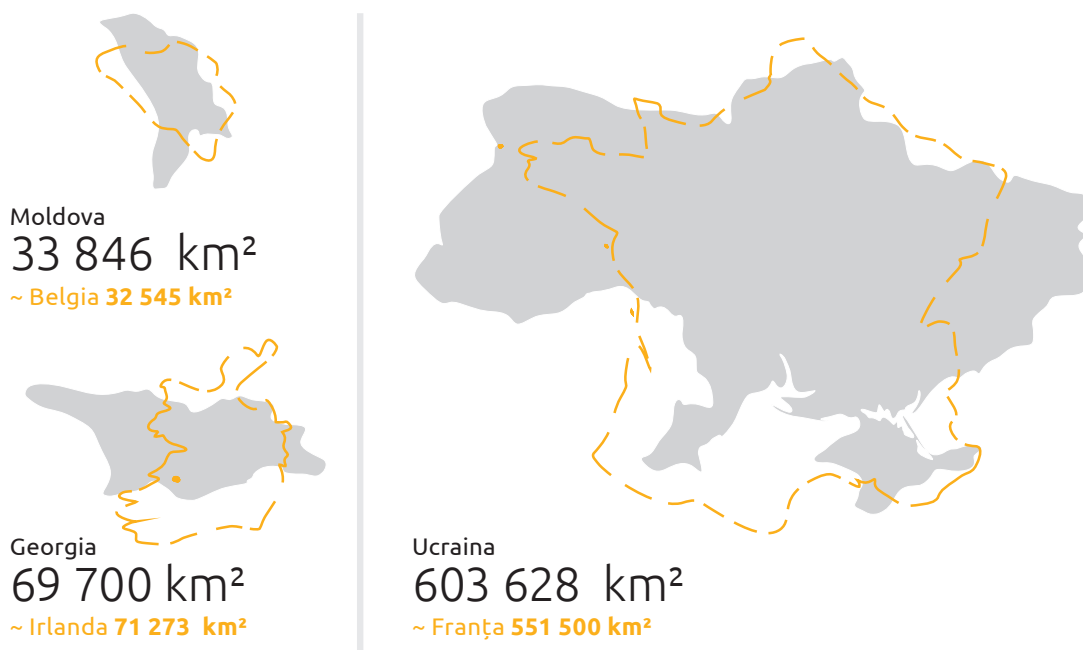 Moldova
33 846 km²
~ Belgia 32 545 km²
Georgia
69 700 km²
~ Irlanda 71 273 km²
Ucraina
603 628 km²
~ Franța 551 500 km²